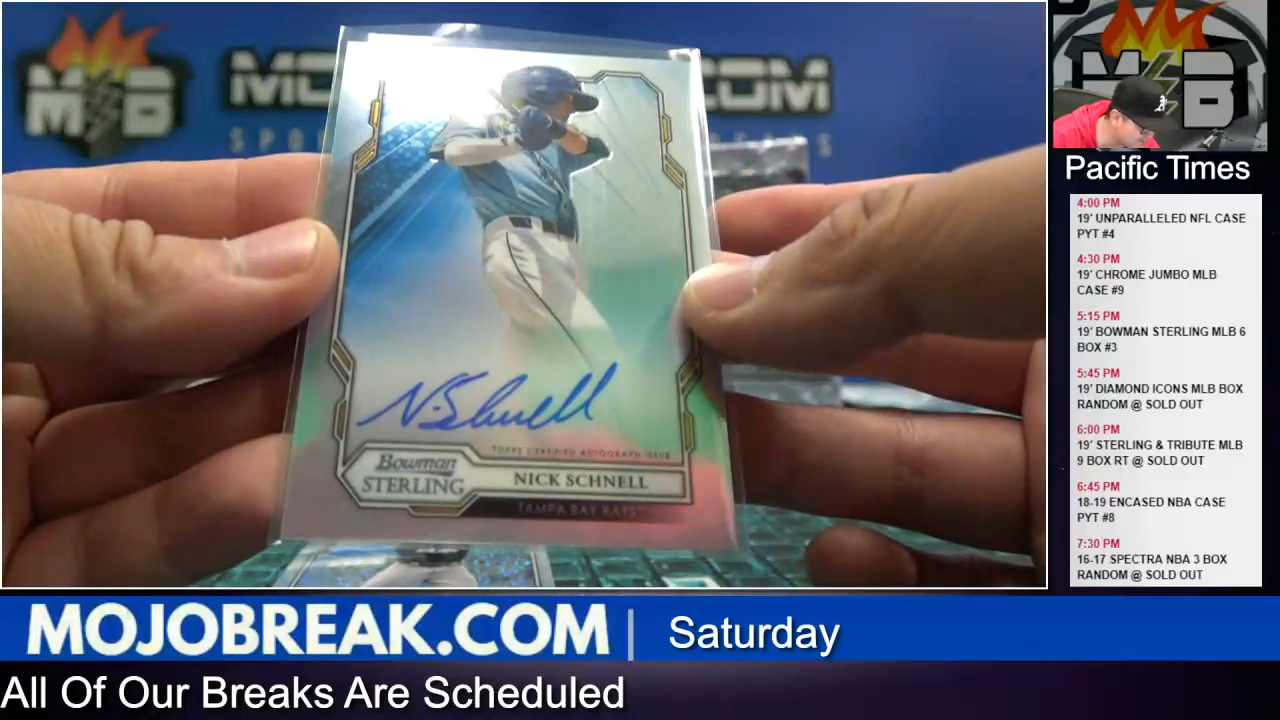 MSB
MO
.COM
SPOR
S
N. Schnell
TOPPS CERTIFIED AUTOGRAPH ISSUE
Bowman
STERLING
NICK SCHNELL
TAMPA BAY RAYS
Pacific Times
4:00 PM
19' UNPARALLELED NFL CASE
PYT #4
4:30 PM
19' CHROME JUMBO MLB
CASE #9
5:15 PM
19' BOWMAN STERLING MLB 6
BOX #3
5:45 PM
19' DIAMOND ICONS MLB BOX
RANDOM @ SOLD OUT
6:00 PM
19' STERLING & TRIBUTE MLB
9 BOX RT @ SOLD OUT
6:45 PM
18-19 ENCASED NBA CASE
PYT #8
7:30 PM
16-17 SPECTRA NBA 3 BOX
RANDOM @ SOLD OUT
MOJOBREAK.COM
Saturday
All Of Our Breaks Are Scheduled